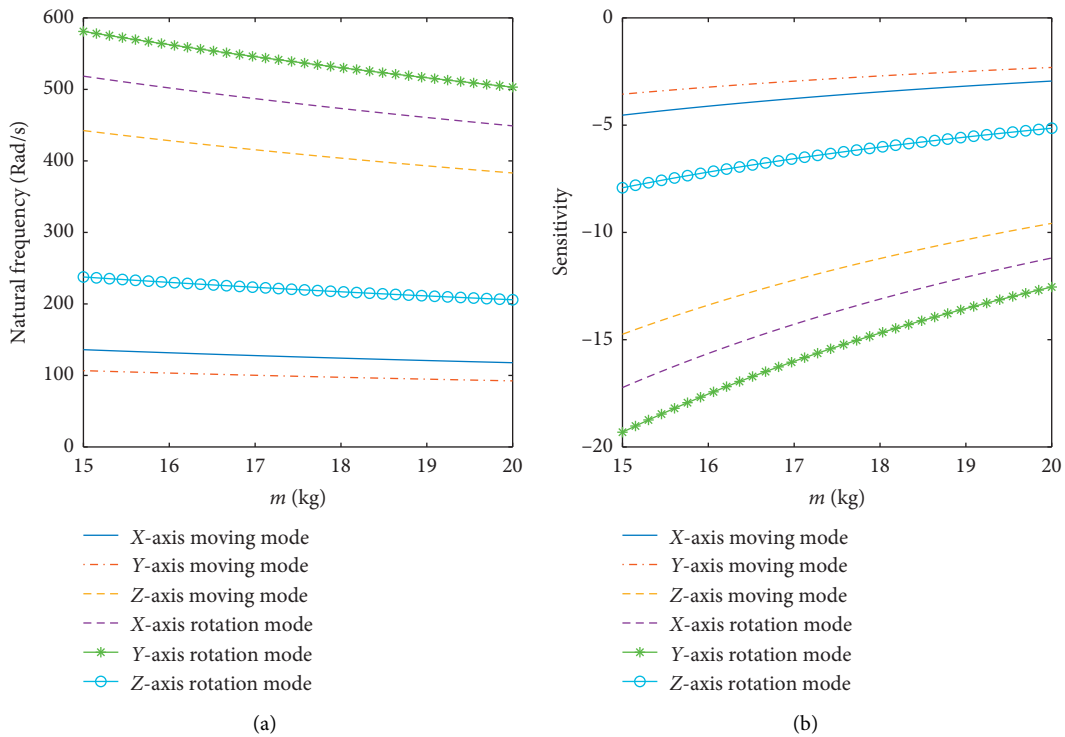 600
500
400
300
200
100
0
Natural frequency (Rad/s)
15
16
17
18
19
20
m (kg)
X-axis moving mode
Y-axis moving mode
Z-axis moving mode
X-axis rotation mode
Y-axis rotation mode
Z-axis rotation mode
(a)
0
−5
−10
−15
−20
Sensitivity
15
16
17
18
19
20
m (kg)
X-axis moving mode
Y-axis moving mode
Z-axis moving mode
X-axis rotation mode
Y-axis rotation mode
Z-axis rotation mode
(b)